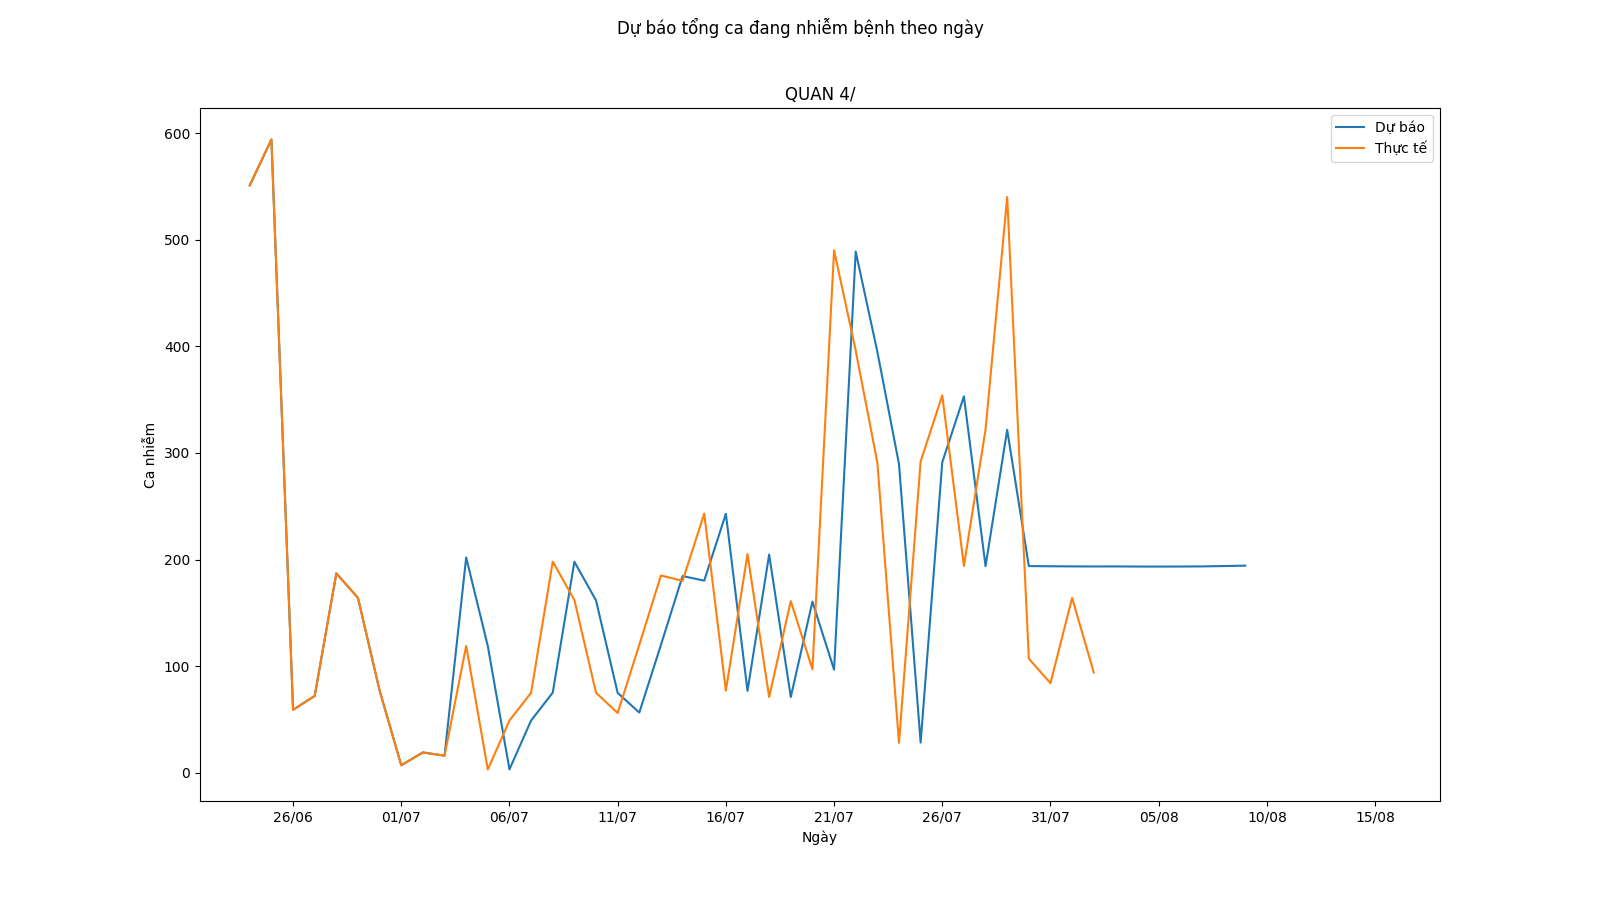 Dự báo tổng ca đang nhiễm bệnh theo ngày
QUAN 4/
Dự báo
Thực tế
600
500
400
300
200
100
0
Ca nhiễm
26/06 01/07 06/07 11/07 16/07 21/07 26/07 31/07 05/08 10/08 15/08
Ngày